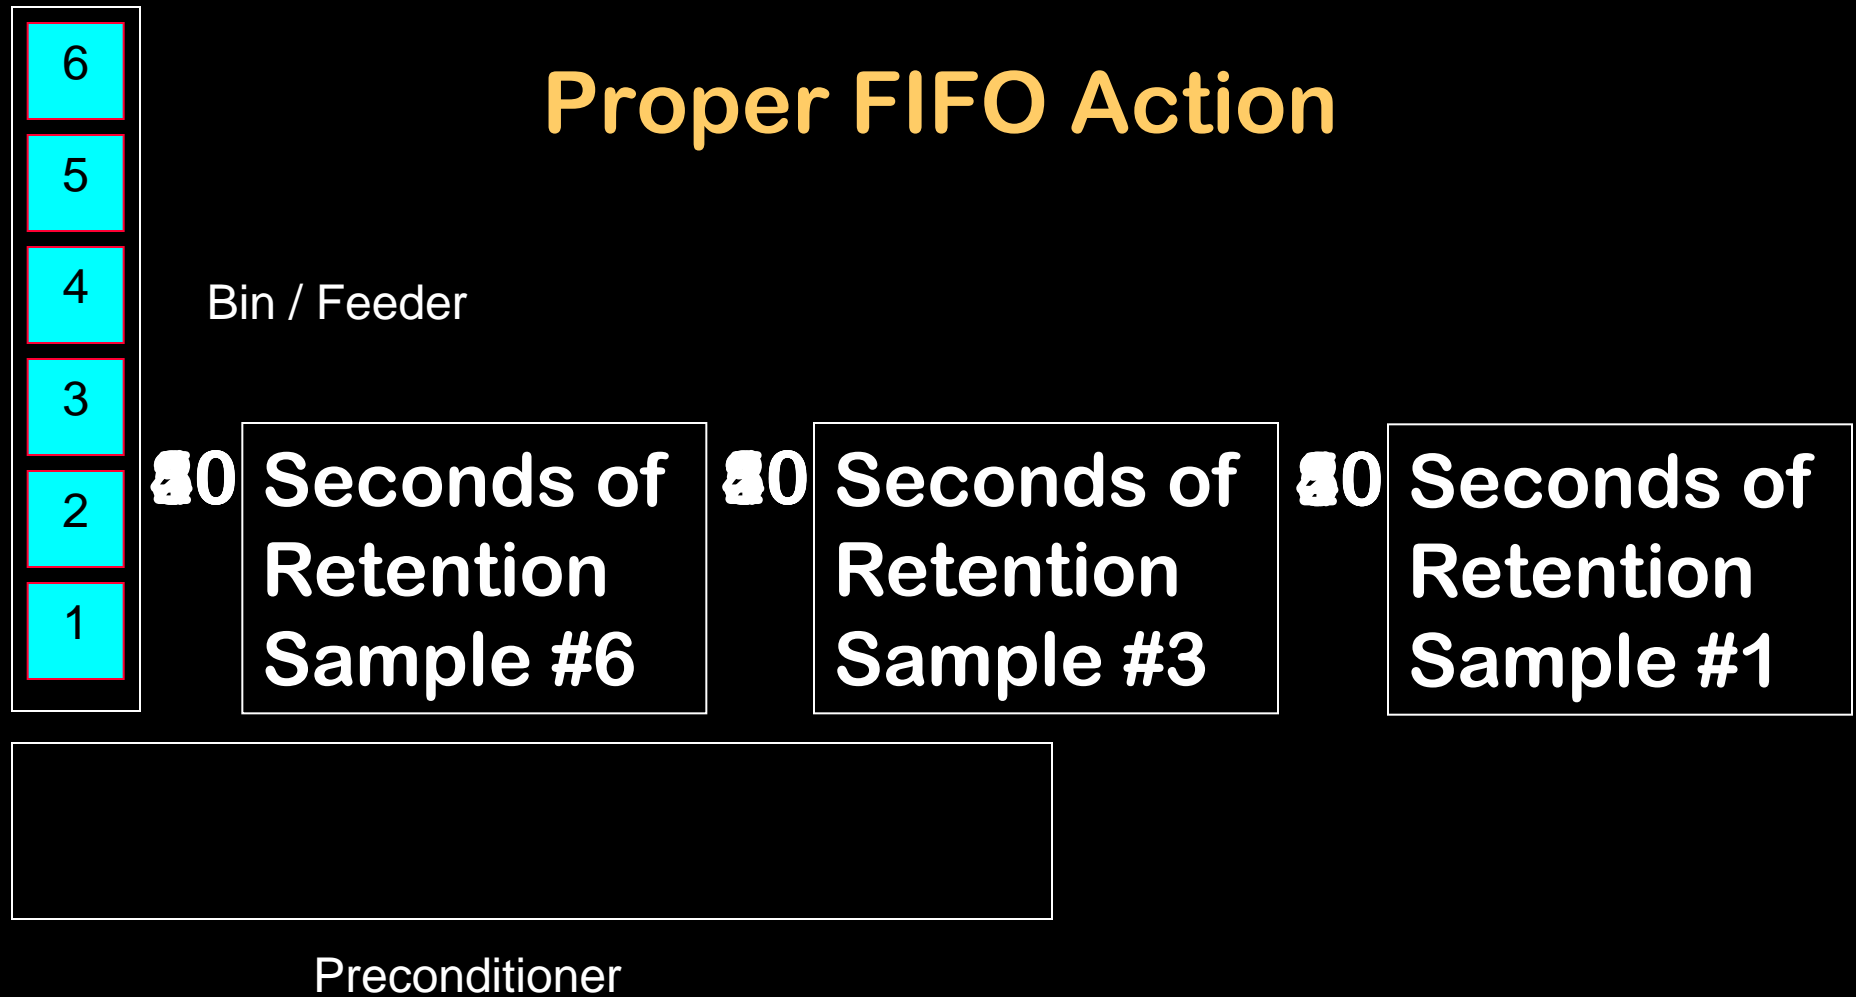 Proper FIFO Action
6
5
4
3
2
1
Bin / Feeder
Seconds of
Retention
Sample #6
Seconds of
Retention
Sample #3
Seconds of
Retention
Sample #1
Preconditioner